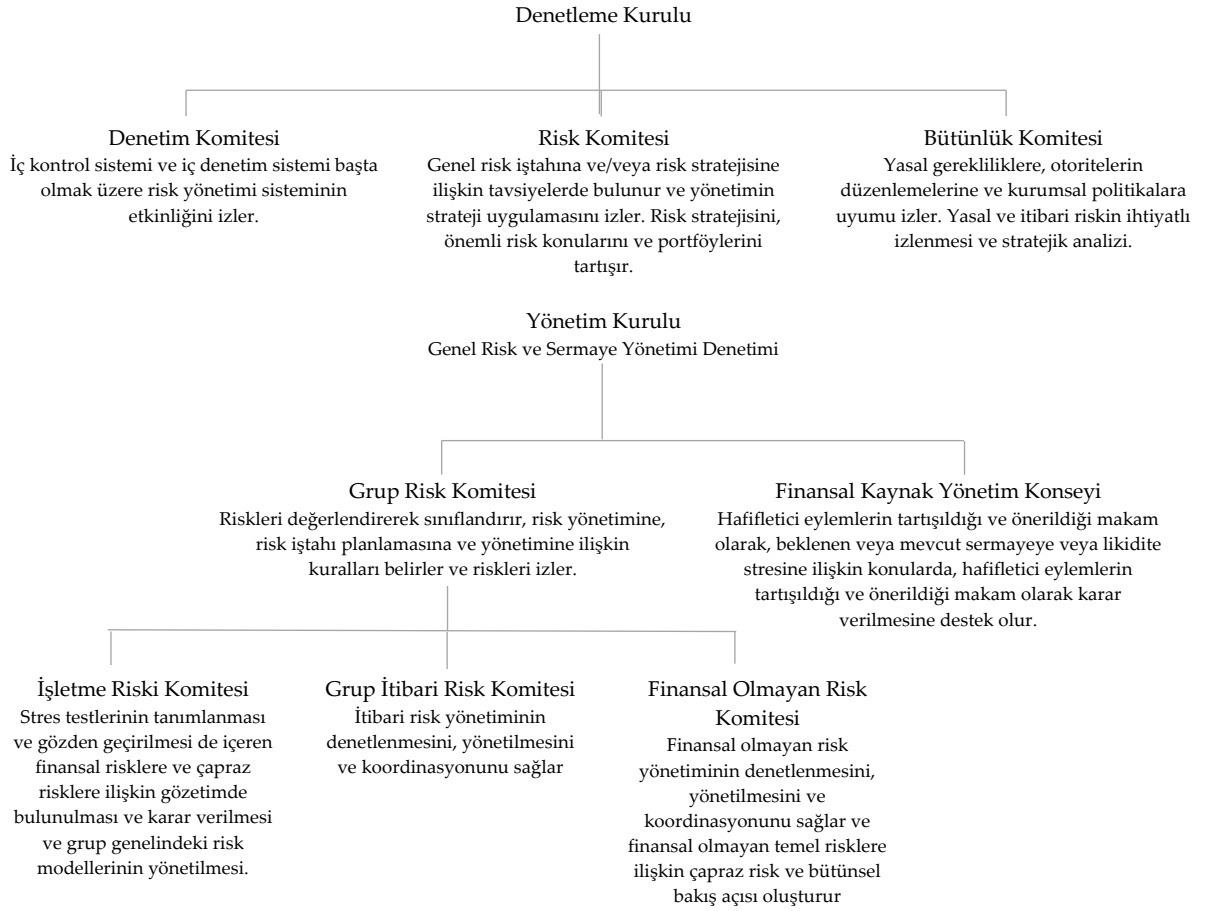 Denetleme Kurulu
Denetim Komitesi
İç kontrol sistemi ve iç denetim sistemi başta
olmak üzere risk yönetimi sisteminin
etkinliğini izler.
Risk Komitesi
Genel risk iştahına ve/veya risk stratejisine
ilişkin tavsiyelerde bulunur ve yönetimin
strateji uygulamasını izler. Risk stratejisini,
önemli risk konularını ve portföylerini
tartışır.
Bütünlük Komitesi
Yasal gerekliliklere, otoritelerin
düzenlemelerine ve kurumsal politikalara
uyumu izler. Yasal ve itibari riskin ihtiyatlı
izlenmesi ve stratejik analizi.
Yönetim Kurulu
Genel Risk ve Sermaye Yönetimi Denetimi
Grup Risk Komitesi
Riskleri değerlendirerek sınıflandırır, risk yönetimine,
risk iştahı planlamasına ve yönetimine ilişkin
kuralları belirler ve riskleri izler.
Finansal Kaynak Yönetim Konseyi
Hafifletici eylemlerin tartışıldığı ve önerildiği makam
olarak, beklenen veya mevcut sermayeye veya likidite
stresine ilişkin konularda, hafifletici eylemlerin
tartışıldığı ve önerildiği makam olarak karar
verilmesine destek olur.
İşletme Riski Komitesi
Stres testlerinin tanımlanması
ve gözden geçirilmesi de içeren
finansal risklere ve çapraz
risklere ilişkin gözetimde
bulunulması ve karar verilmesi
ve grup genelindeki risk
modellerinin yönetilmesi.
Grup İtibari Risk Komitesi
İtibari risk yönetiminin
denetlenmesini, yönetilmesini
ve koordinasyonunu sağlar
Finansal Olmayan Risk
Komitesi
Finansal olmayan risk
yönetiminin denetlenmesini,
yönetilmesini ve
koordinasyonunu sağlar ve
finansal olmayan temel risklere
ilişkin çapraz risk ve bütünsel
bakış açısı oluşturur